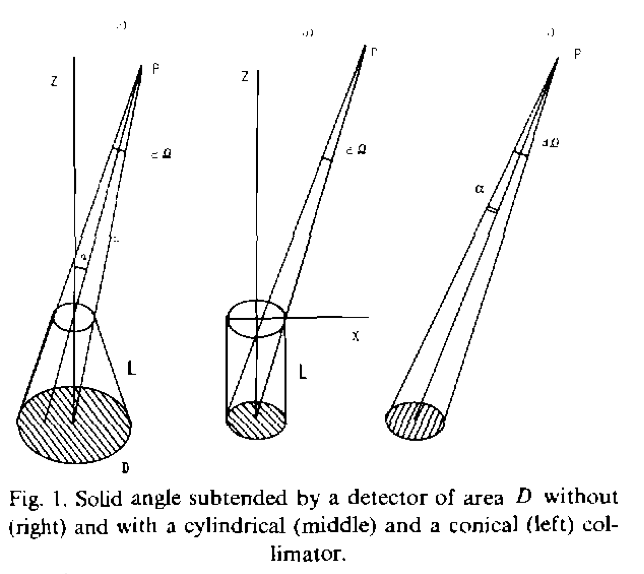 Z
P
Ω
L
D
Z
Ω
X
L
P
dΩ
α
Fig. 1. Solid angle subtended by a detector of area D without
(right) and with a cylindrical (middle) and a conical (left) col-
limator.